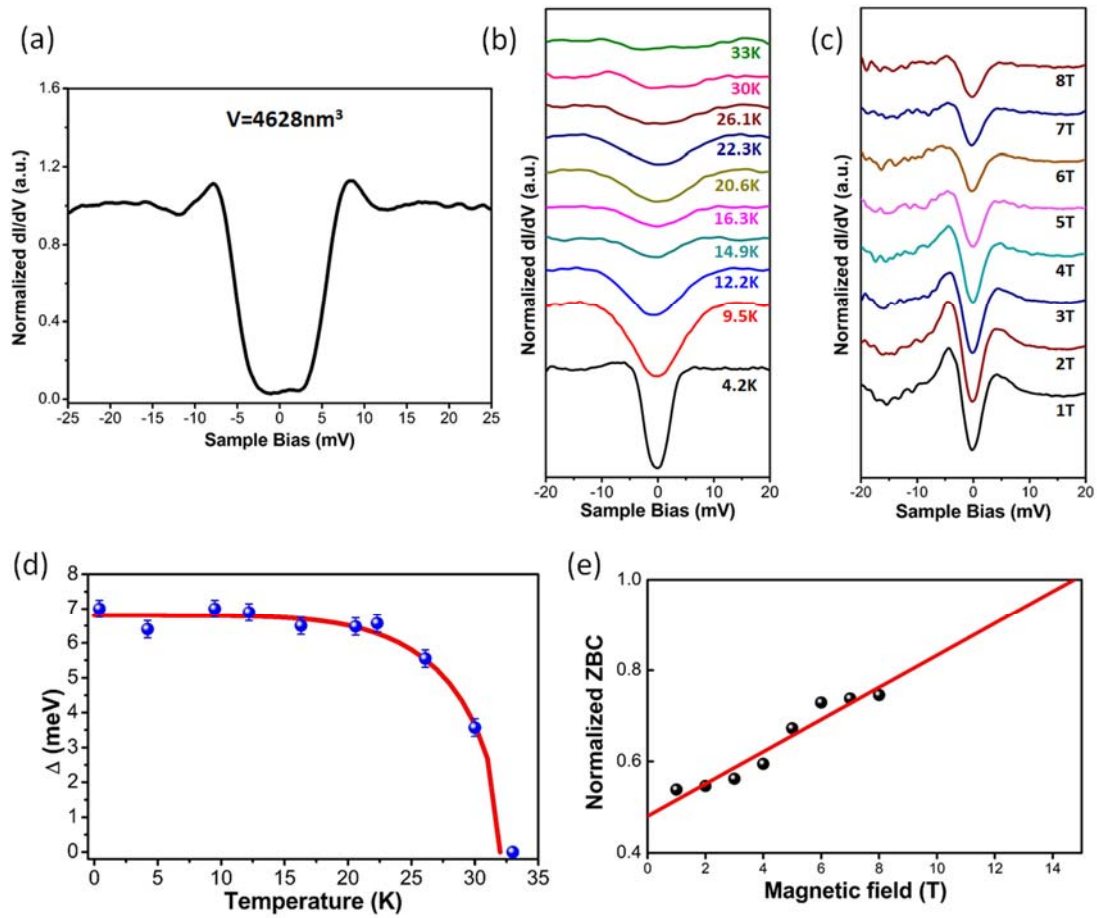 (a)
V=4628nm³
Normalized dI/dV (a.u.)
1.6
1.2
0.8
0.4
0.0
-25 -20 -15 -10 -5 0 5 10 15 20 25
Sample Bias (mV)
(b)
Normalized dI/dV (a.u.)
33K
30K
26.1K
22.3K
20.6K
16.3K
14.9K
12.2K
9.5K
4.2K
-20 -10 0 10 20
Sample Bias (mV)
(c)
Normalized dI/dV (a.u.)
8T
7T
6T
5T
4T
3T
2T
1T
-20 -10 0 10 20
Sample Bias (mV)
(d)
Δ (meV)
8
7
6
5
4
3
2
1
0
0 5 10 15 20 25 30 35
Temperature (K)
(e)
Normalized ZBC
1.0
0.8
0.6
0.4
0 2 4 6 8 10 12 14
Magnetic field (T)